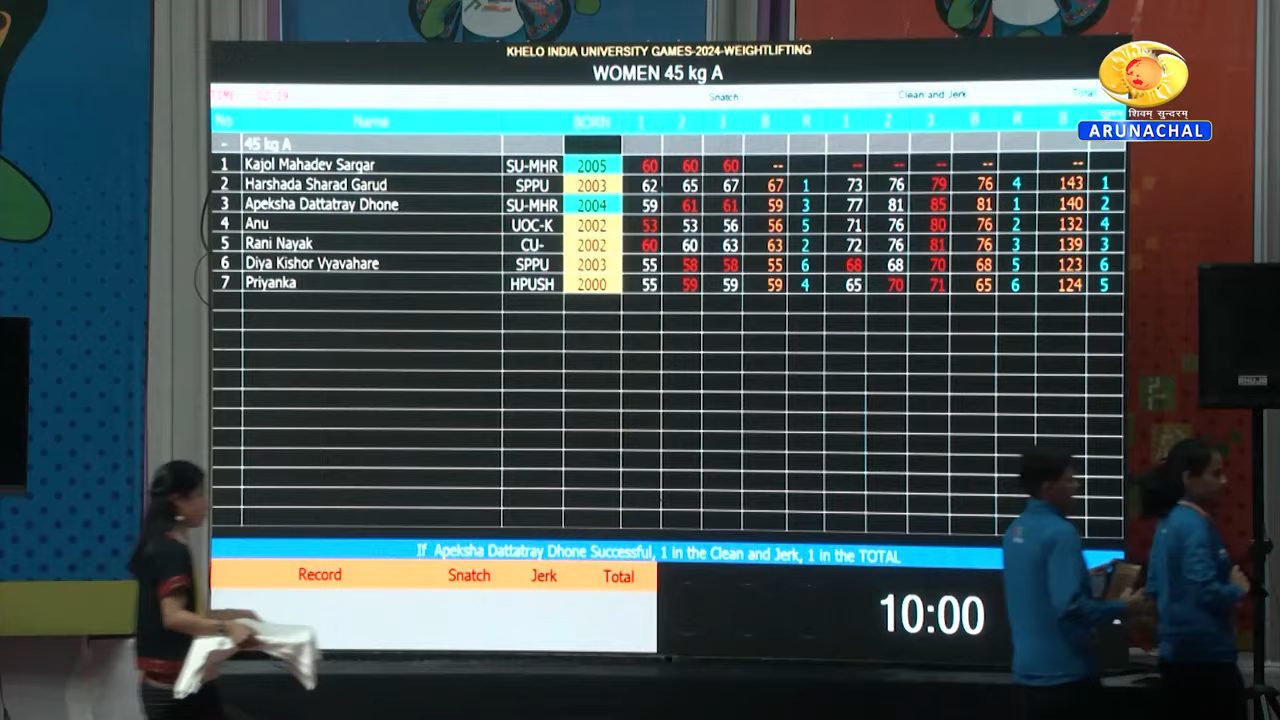 KHELO INDIA UNIVERSITY GAMES-2024-WEIGHTLIFTING
WOMEN 45 kg A
Snatch Clean and Jerk Total
No Name BORN 1 2 3 B R 1 2 3 B R B
- 45 kg A
1 Kajol Mahadev Sargar SU-MHR 2005 60 60 60 -- -- -- -- -- --
2 Harshada Sharad Garud SPPU 2003 62 65 67 67 1 73 76 79 76 4 143 1
3 Apeksha Dattatray Dhone SU-MHR 2004 59 61 61 59 3 77 81 85 81 1 140 2
4 Anu UOC-K 2002 53 53 56 56 5 71 76 80 76 2 132 4
5 Rani Nayak CU- 2002 60 60 63 63 2 72 76 81 76 3 139 3
6 Diya Kishor Vyavahare SPPU 2003 55 58 58 55 6 68 68 70 68 5 123 6
7 Priyanka HPUSH 2000 55 59 59 59 4 65 70 71 65 6 124 5
If Apeksha Dattatray Dhone Successful, 1 in the Clean and Jerk, 1 in the TOTAL
Record Snatch Jerk Total
10:00
शिवम् सुन्दरम्
ARUNACHAL